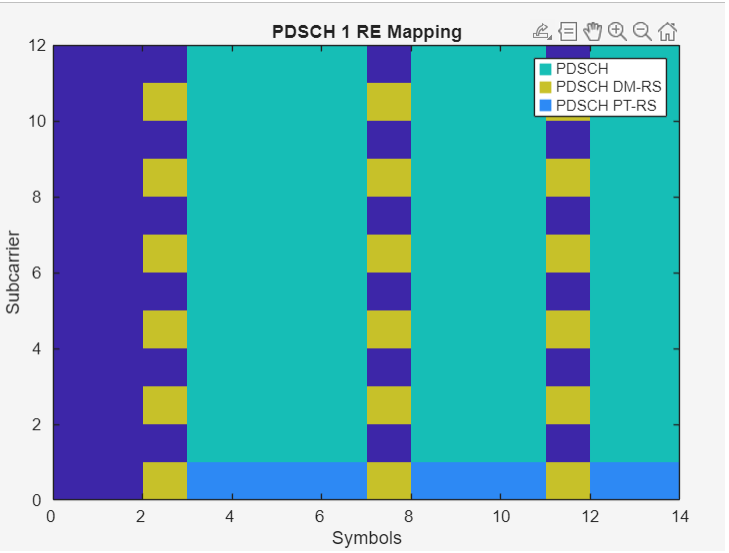 PDSCH 1 RE Mapping
12
10
8
6
4
2
0
Subcarrier
PDSCH
PDSCH DM-RS
PDSCH PT-RS
0 2 4 6 8 10 12 14
Symbols